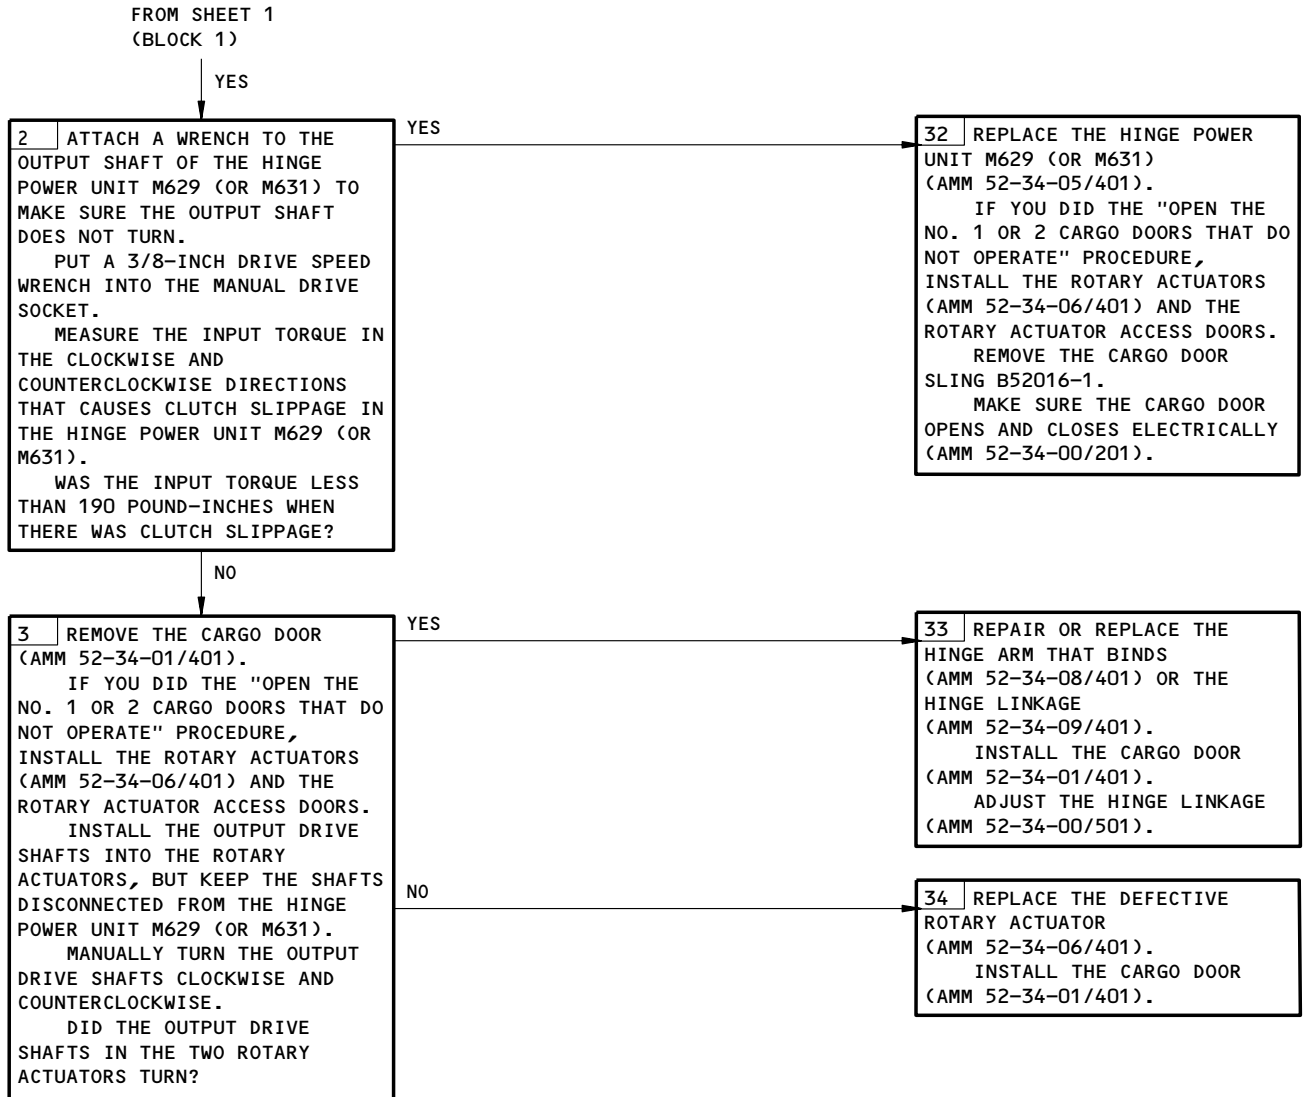 FROM SHEET 1
(BLOCK 1)
YES
2 ATTACH A WRENCH TO THE
OUTPUT SHAFT OF THE HINGE
POWER UNIT M629 (OR M631) TO
MAKE SURE THE OUTPUT SHAFT
DOES NOT TURN.
PUT A 3/8-INCH DRIVE SPEED
WRENCH INTO THE MANUAL DRIVE
SOCKET.
MEASURE THE INPUT TORQUE IN
THE CLOCKWISE AND
COUNTERCLOCKWISE DIRECTIONS
THAT CAUSES CLUTCH SLIPPAGE IN
THE HINGE POWER UNIT M629 (OR
M631).
WAS THE INPUT TORQUE LESS
THAN 190 POUND-INCHES WHEN
THERE WAS CLUTCH SLIPPAGE?
YES
32 REPLACE THE HINGE POWER
UNIT M629 (OR M631)
(AMM 52-34-05/401).
IF YOU DID THE "OPEN THE
NO. 1 OR 2 CARGO DOORS THAT DO
NOT OPERATE" PROCEDURE,
INSTALL THE ROTARY ACTUATORS
(AMM 52-34-06/401) AND THE
ROTARY ACTUATOR ACCESS DOORS.
REMOVE THE CARGO DOOR
SLING B52016-1.
MAKE SURE THE CARGO DOOR
OPENS AND CLOSES ELECTRICALLY
(AMM 52-34-00/201).
NO
3 REMOVE THE CARGO DOOR
(AMM 52-34-01/401).
IF YOU DID THE "OPEN THE
NO. 1 OR 2 CARGO DOORS THAT DO
NOT OPERATE" PROCEDURE,
INSTALL THE ROTARY ACTUATORS
(AMM 52-34-06/401) AND THE
ROTARY ACTUATOR ACCESS DOORS.
INSTALL THE OUTPUT DRIVE
SHAFTS INTO THE ROTARY
ACTUATORS, BUT KEEP THE SHAFTS
DISCONNECTED FROM THE HINGE
POWER UNIT M629 (OR M631).
MANUALLY TURN THE OUTPUT
DRIVE SHAFTS CLOCKWISE AND
COUNTERCLOCKWISE.
DID THE OUTPUT DRIVE
SHAFTS IN THE TWO ROTARY
ACTUATORS TURN?
YES
33 REPAIR OR REPLACE THE
HINGE ARM THAT BINDS
(AMM 52-34-08/401) OR THE
HINGE LINKAGE
(AMM 52-34-09/401).
INSTALL THE CARGO DOOR
(AMM 52-34-01/401).
ADJUST THE HINGE LINKAGE
(AMM 52-34-00/501).
NO
34 REPLACE THE DEFECTIVE
ROTARY ACTUATOR
(AMM 52-34-06/401).
INSTALL THE CARGO DOOR
(AMM 52-34-01/401).